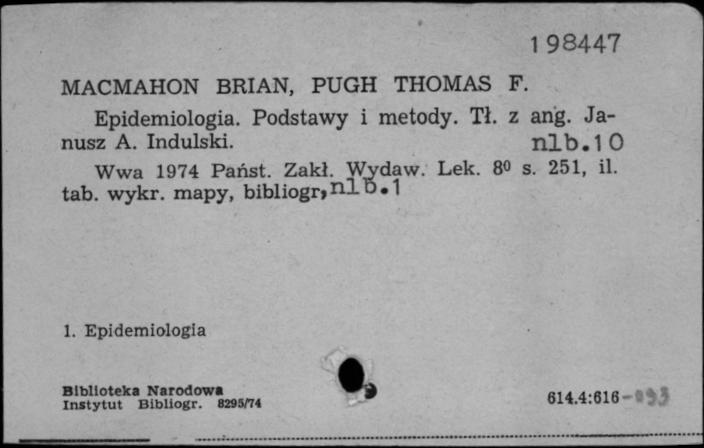 198447
MACMAHON BRIAN, PUGH THOMAS F.
Epidemiologia. Podstawy i metody. Tł. z ang. Ja-
nusz A. Indulski. nlb.10
Wwa 1974 Państ. Zakł. Wydaw. Lek. 8⁰ s. 251, il.
tab. wykr. mapy, bibliogr, nlb.1
1. Epidemiologia
Biblioteka Narodowa
Instytut Bibliogr. 8295/74
614.4:616-093